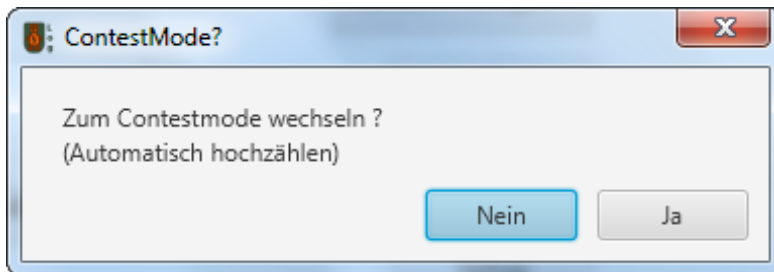 ContestMode?
Zum Contestmode wechseln ?
(Automatisch hochzählen)
Nein Ja